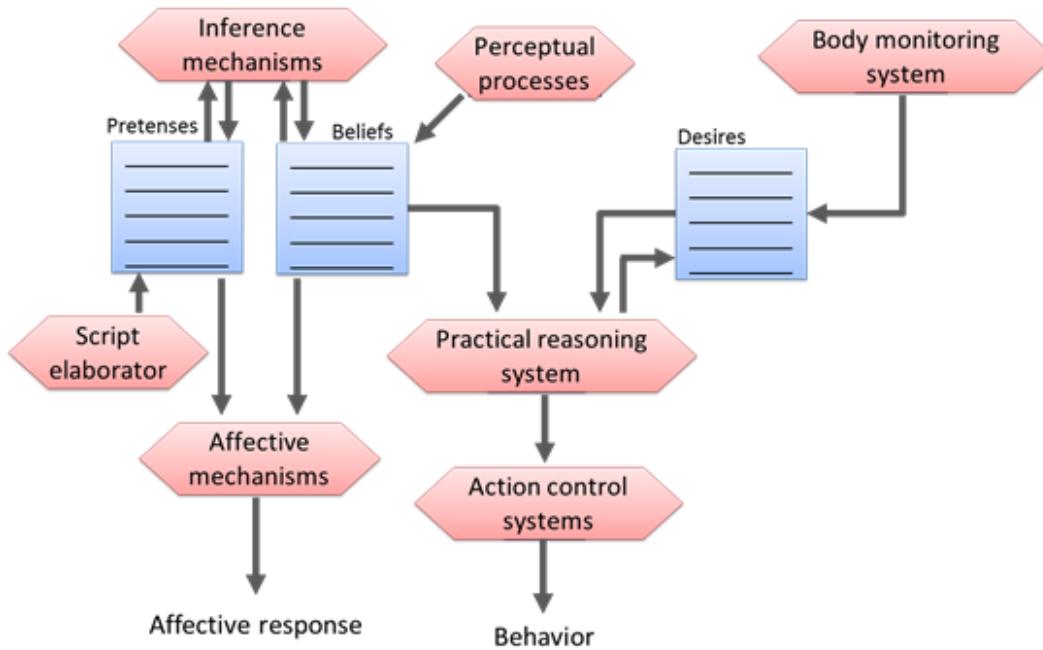 Inference
mechanisms
Perceptual
processes
Body monitoring
system
Pretenses
Beliefs
Desires
Script
elaborator
Practical reasoning
system
Affective
mechanisms
Action control
systems
Affective response
Behavior